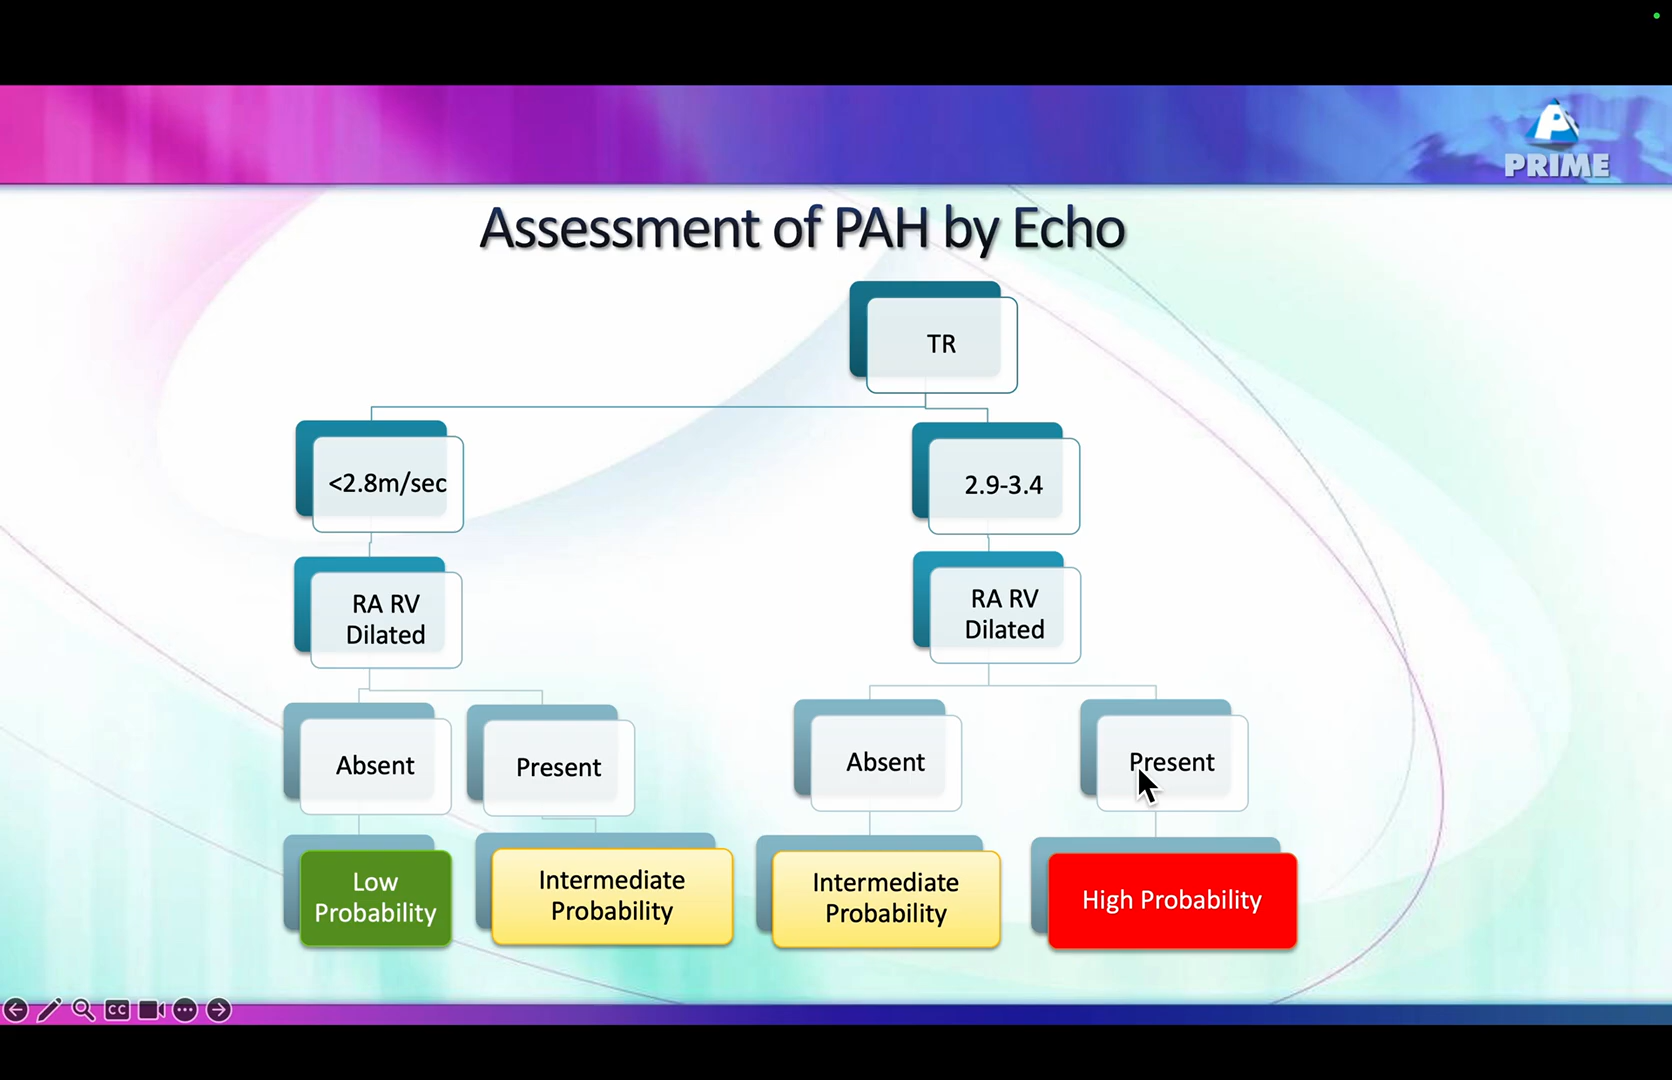 PRIME
Assessment of PAH by Echo
TR
<2.8m/sec
2.9-3.4
RA RV
Dilated
RA RV
Dilated
Absent
Present
Absent
Present
Low
Probability
Intermediate
Probability
Intermediate
Probability
High Probability
CC